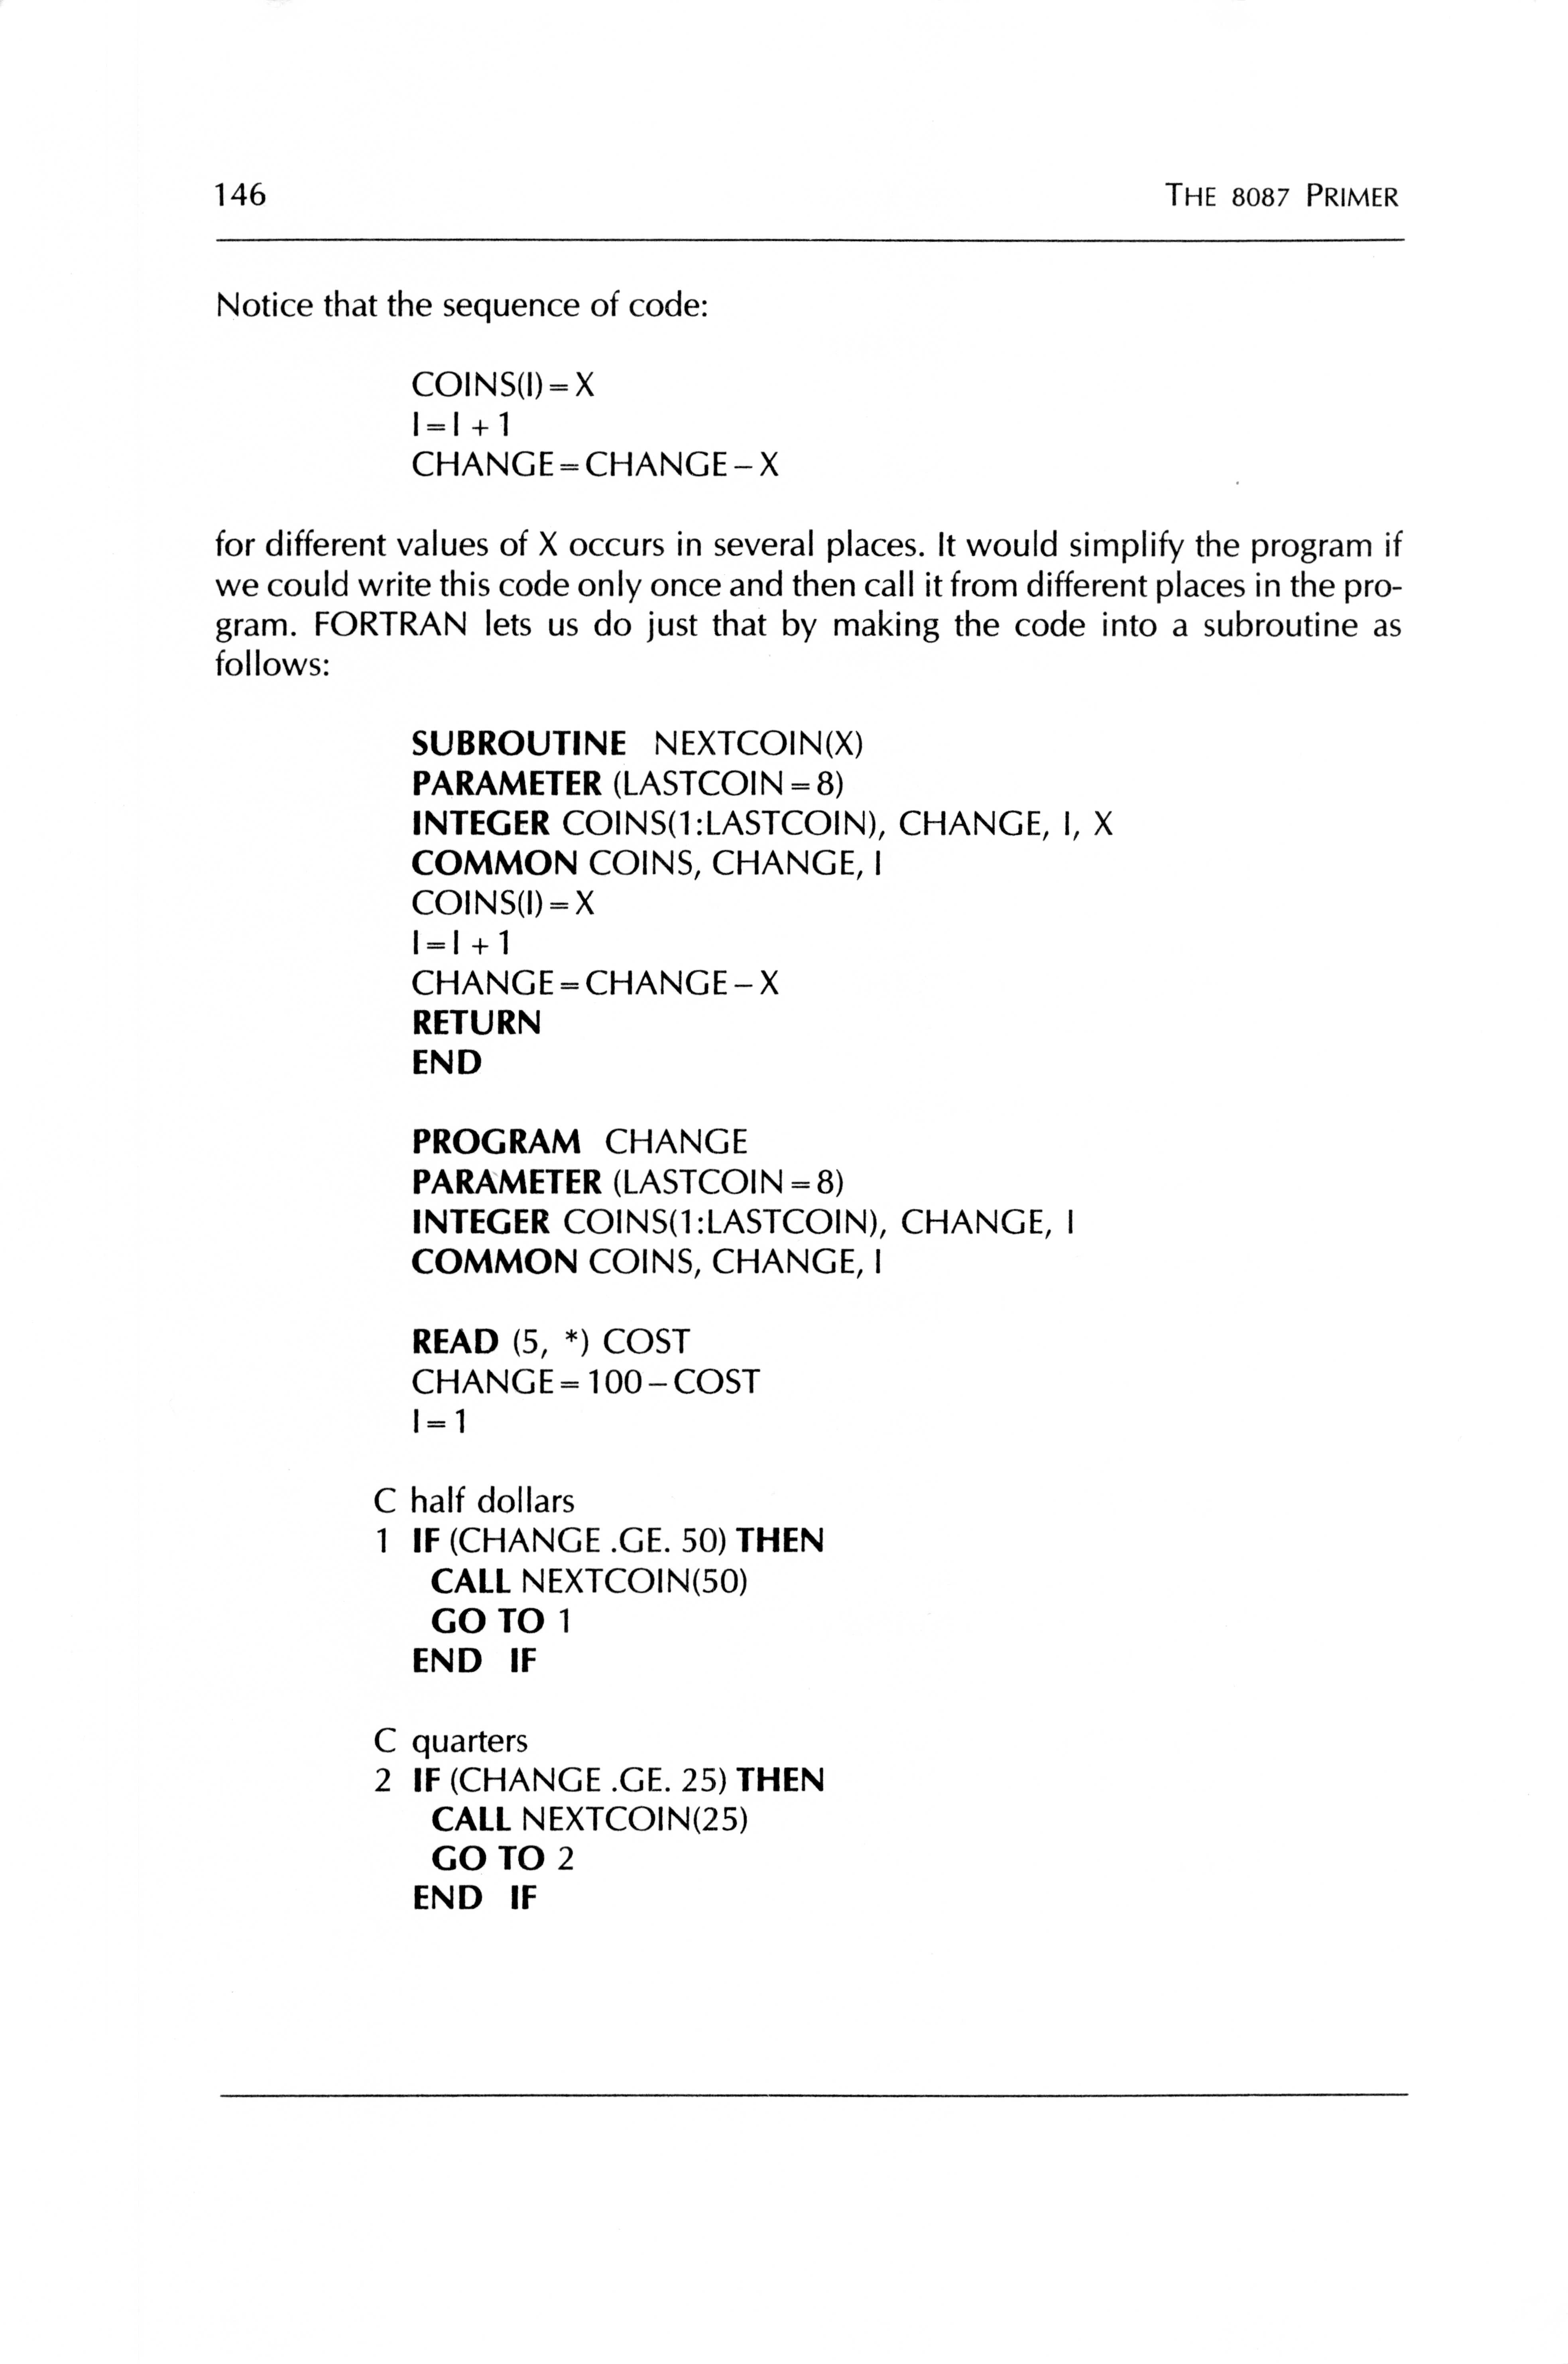 146 THE 8087 PRIMER
Notice that the sequence of code:
COINS(I)=X
I=I+1
CHANGE=CHANGE-X
for different values of X occurs in several places. It would simplify the program if
we could write this code only once and then call it from different places in the pro-
gram. FORTRAN lets us do just that by making the code into a subroutine as
follows:
SUBROUTINE NEXTCOIN(X)
PARAMETER (LASTCOIN=8)
INTEGER COINS(1:LASTCOIN), CHANGE, I, X
COMMON COINS, CHANGE, I
COINS(I)=X
I=I+1
CHANGE=CHANGE-X
RETURN
END
PROGRAM CHANGE
PARAMETER (LASTCOIN=8)
INTEGER COINS(1:LASTCOIN), CHANGE, I
COMMON COINS, CHANGE, I
READ (5, *) COST
CHANGE=100-COST
I=1
C half dollars
1 IF (CHANGE .GE. 50) THEN
CALL NEXTCOIN(50)
GO TO 1
END IF
C quarters
2 IF (CHANGE .GE. 25) THEN
CALL NEXTCOIN(25)
GO TO 2
END IF